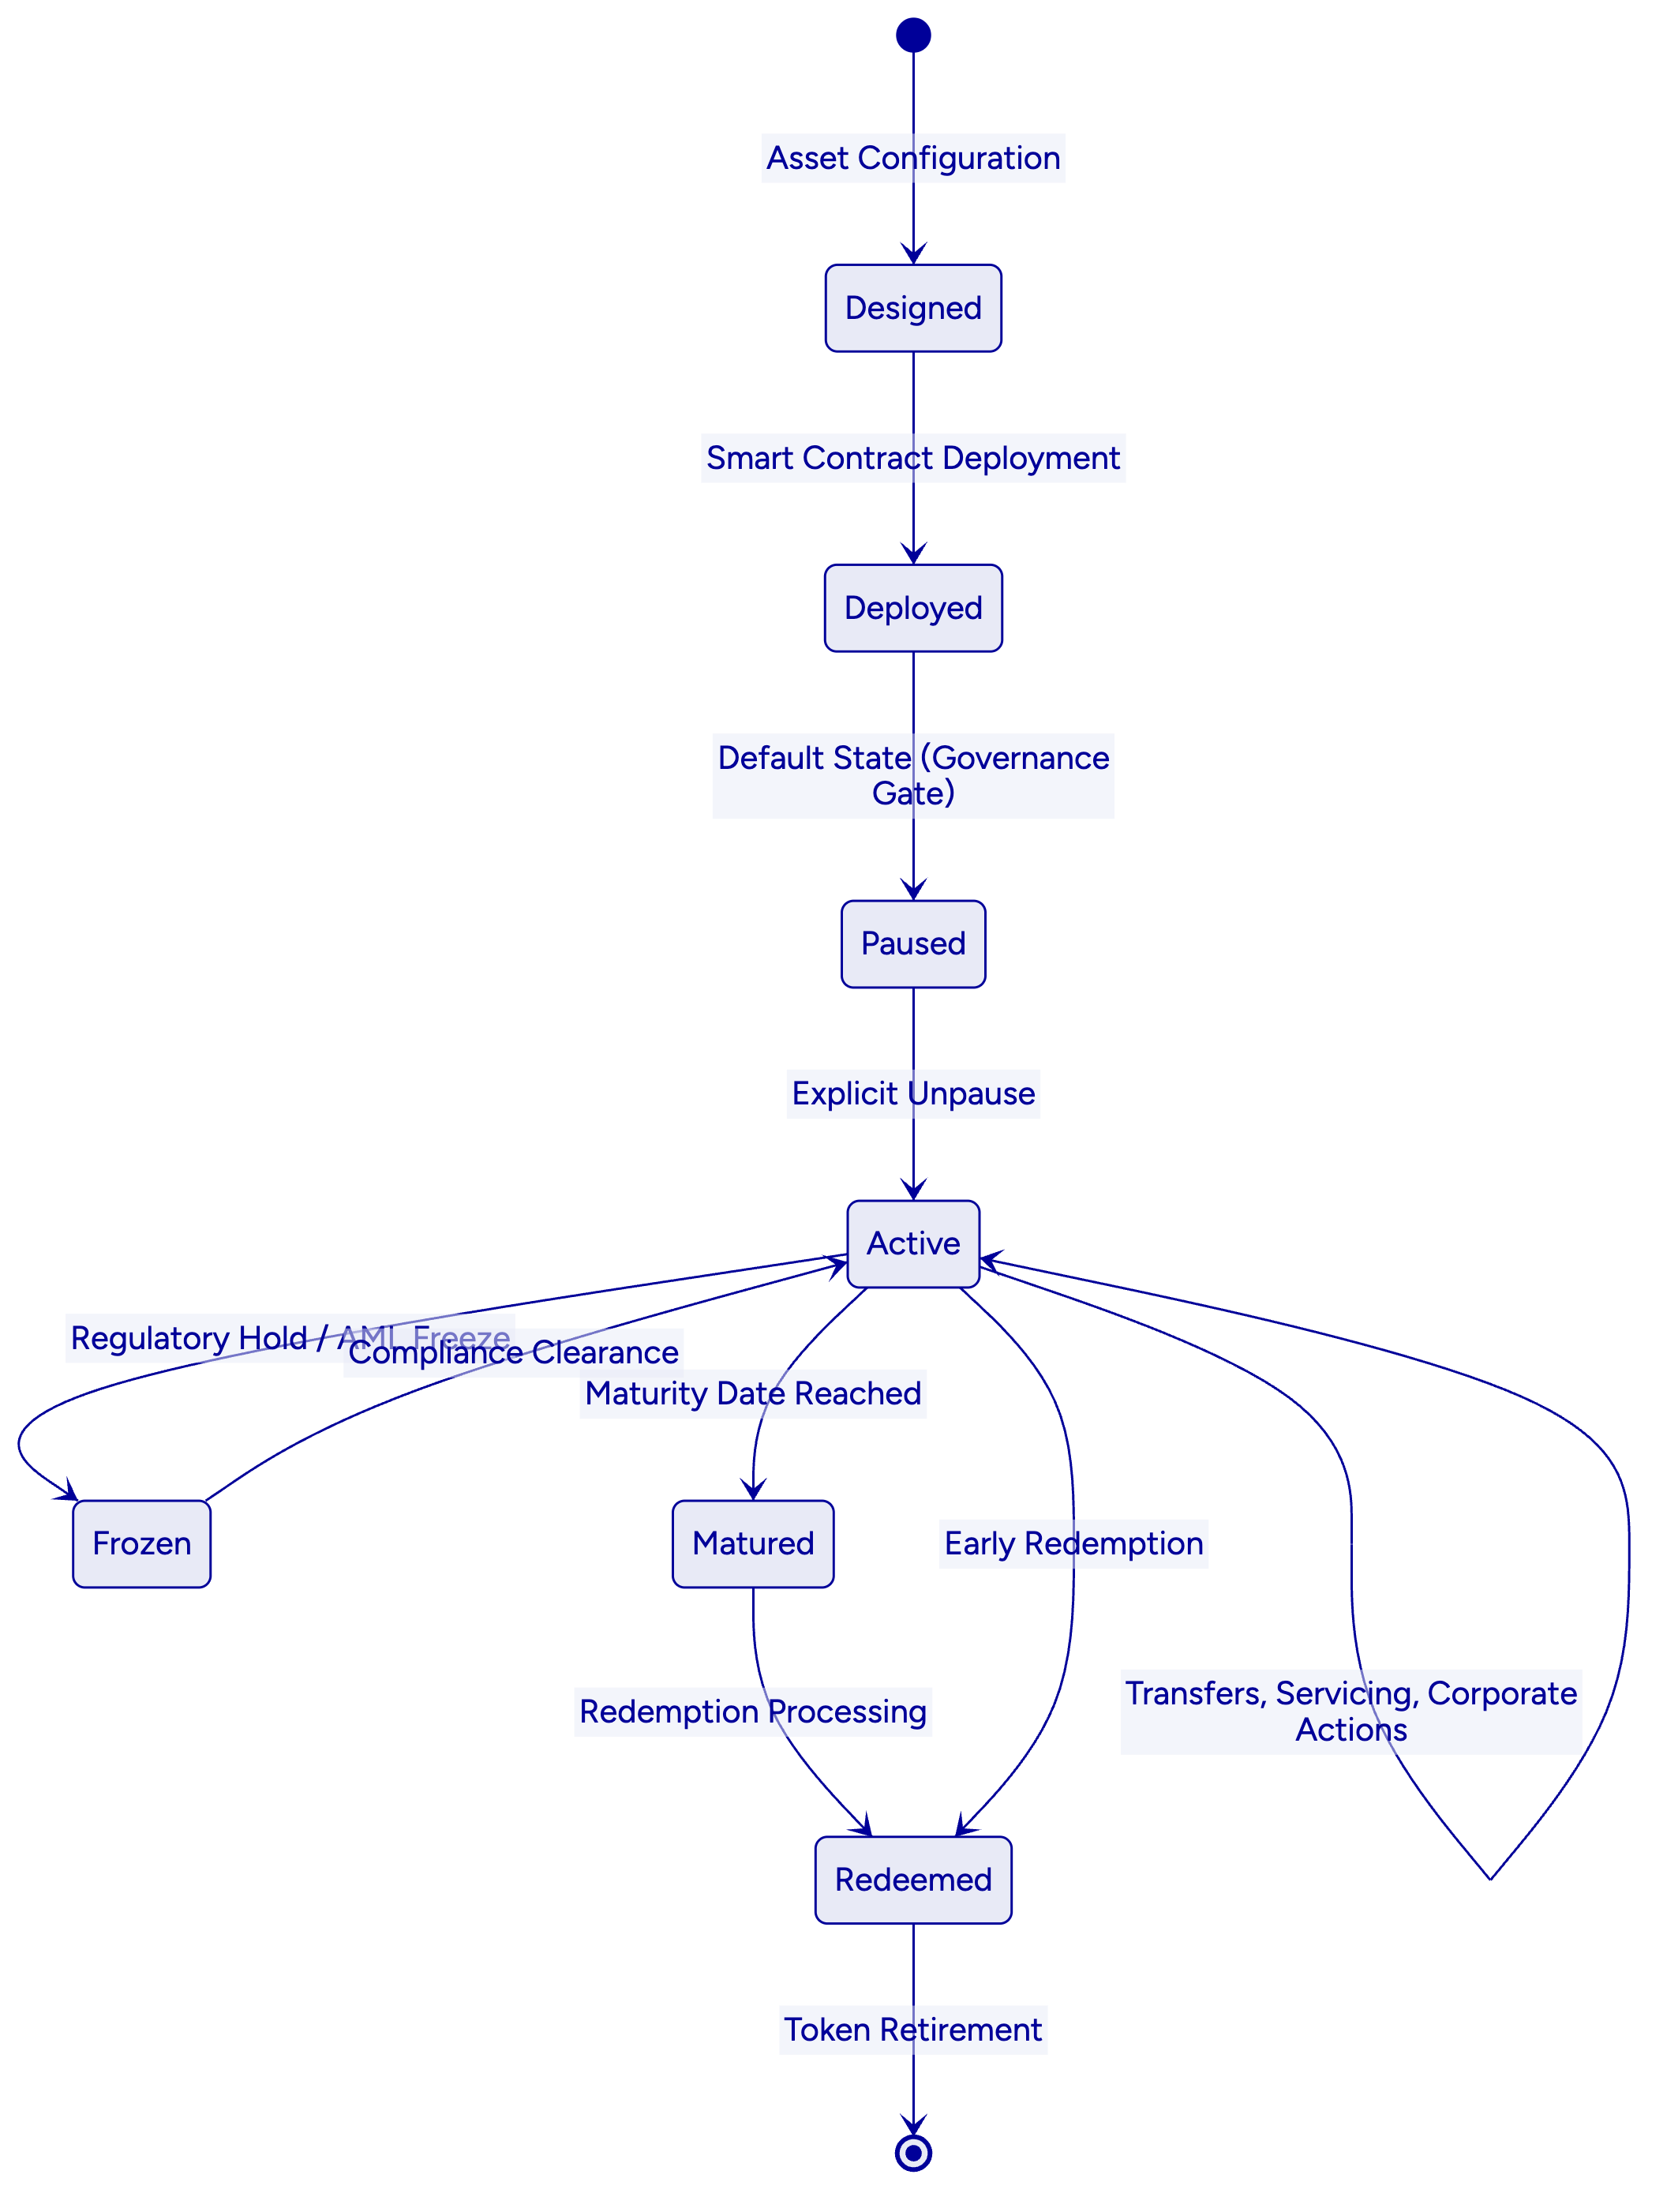 Asset Configuration
Designed
Smart Contract Deployment
Deployed
Default State (Governance
Gate)
Paused
Explicit Unpause
Active
Regulatory Hold / AML Freeze
Compliance Clearance
Maturity Date Reached
Frozen
Matured
Early Redemption
Redemption Processing
Transfers, Servicing, Corporate
Actions
Redeemed
Token Retirement